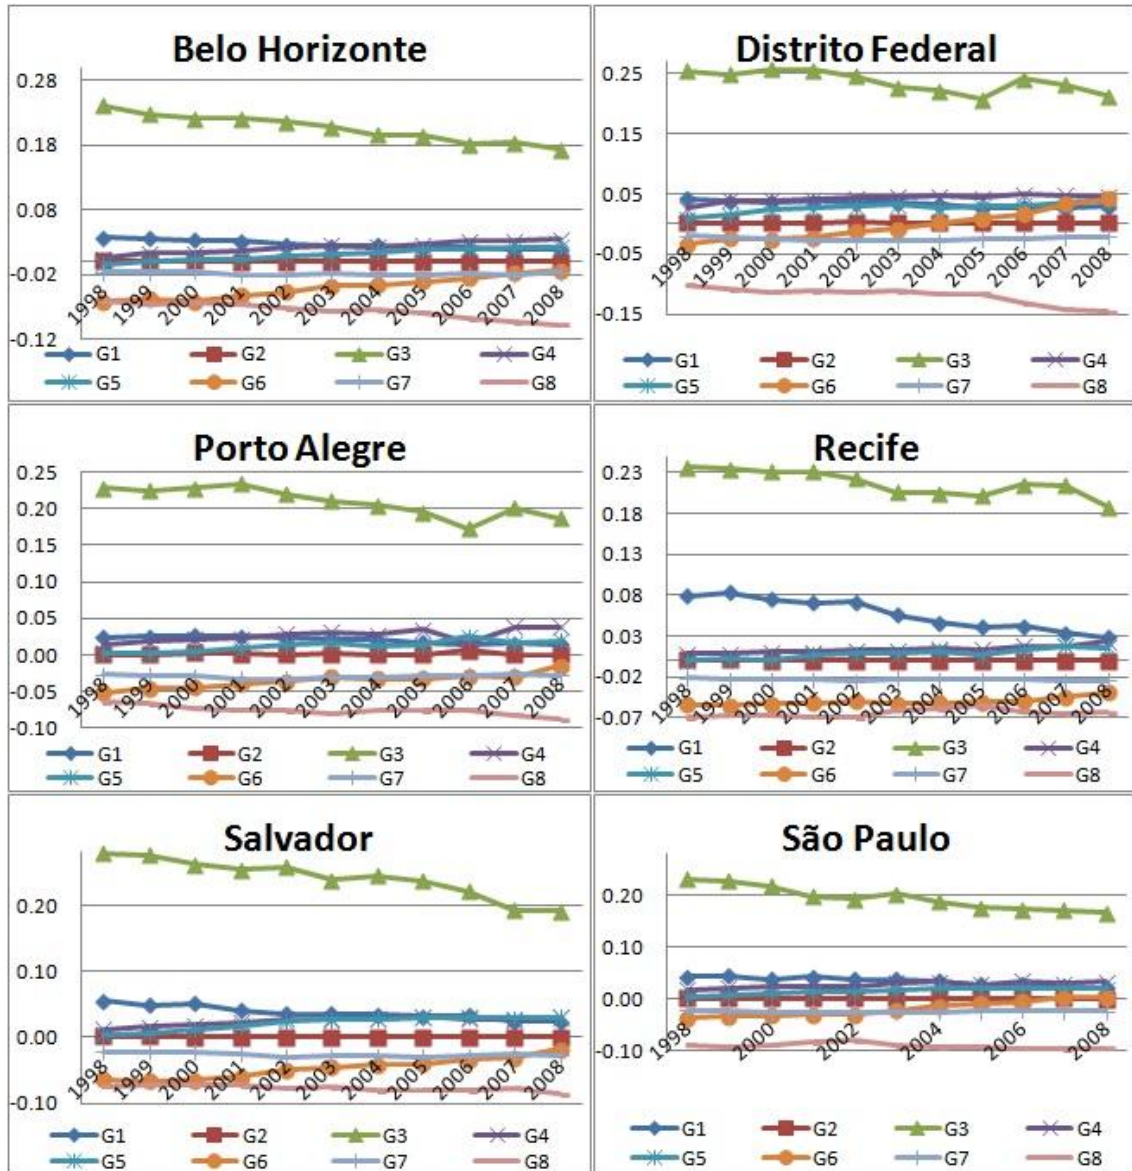 Belo Horizonte
0.28
0.18
0.08
-0.02
-0.12
1998 1999 2000 2001 2002 2003 2004 2005 2006 2007 2008
G1 G2 G3 G4
G5 G6 G7 G8
Distrito Federal
0.25
0.15
0.05
-0.05
-0.15
1998 1999 2000 2001 2002 2003 2004 2005 2006 2007 2008
G1 G2 G3 G4
G5 G6 G7 G8
Porto Alegre
0.25
0.20
0.15
0.10
0.05
0.00
-0.05
-0.10
1998 1999 2000 2001 2002 2003 2004 2005 2006 2007 2008
G1 G2 G3 G4
G5 G6 G7 G8
Recife
0.23
0.18
0.13
0.08
0.03
-0.02
-0.07
1998 1999 2000 2001 2002 2003 2004 2005 2006 2007 2008
G1 G2 G3 G4
G5 G6 G7 G8
Salvador
0.20
0.10
0.00
-0.10
1998 1999 2000 2001 2002 2003 2004 2005 2006 2007 2008
G1 G2 G3 G4
G5 G6 G7 G8
São Paulo
0.20
0.10
0.00
-0.10
1998 2000 2002 2004 2006 2008
G1 G2 G3 G4
G5 G6 G7 G8